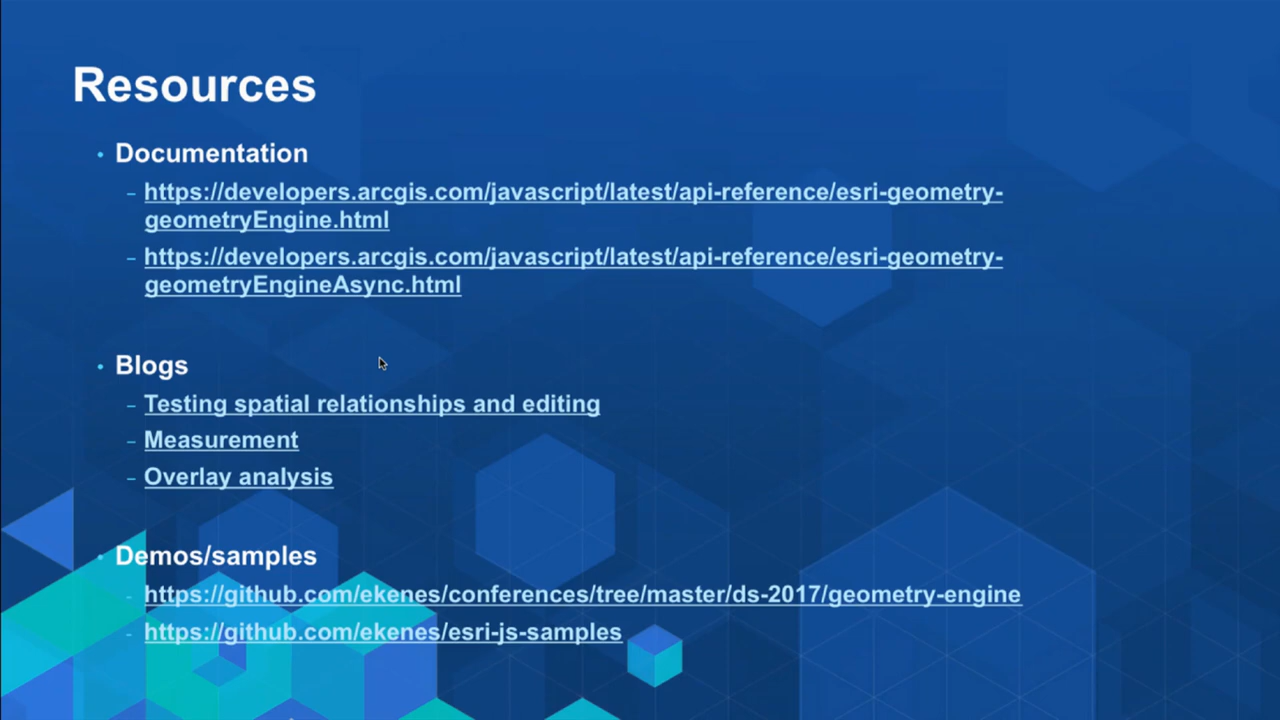 Resources
• Documentation
– https://developers.arcgis.com/javascript/latest/api-reference/esri-geometry-
geometryEngine.html
– https://developers.arcgis.com/javascript/latest/api-reference/esri-geometry-
geometryEngineAsync.html
• Blogs
– Testing spatial relationships and editing
– Measurement
– Overlay analysis
• Demos/samples
- https://github.com/ekenes/conferences/tree/master/ds-2017/geometry-engine
- https://github.com/ekenes/esri-js-samples